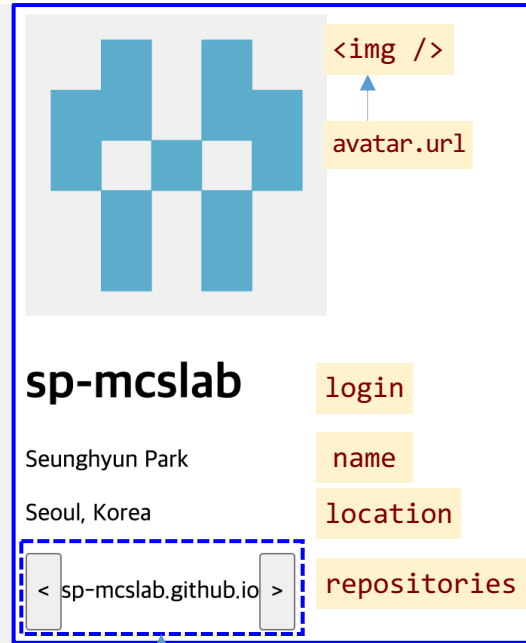 <img />
avatar.url
sp-mcslab
login
Seunghyun Park
name
Seoul, Korea
location
< sp-mcslab.github.io >
repositories